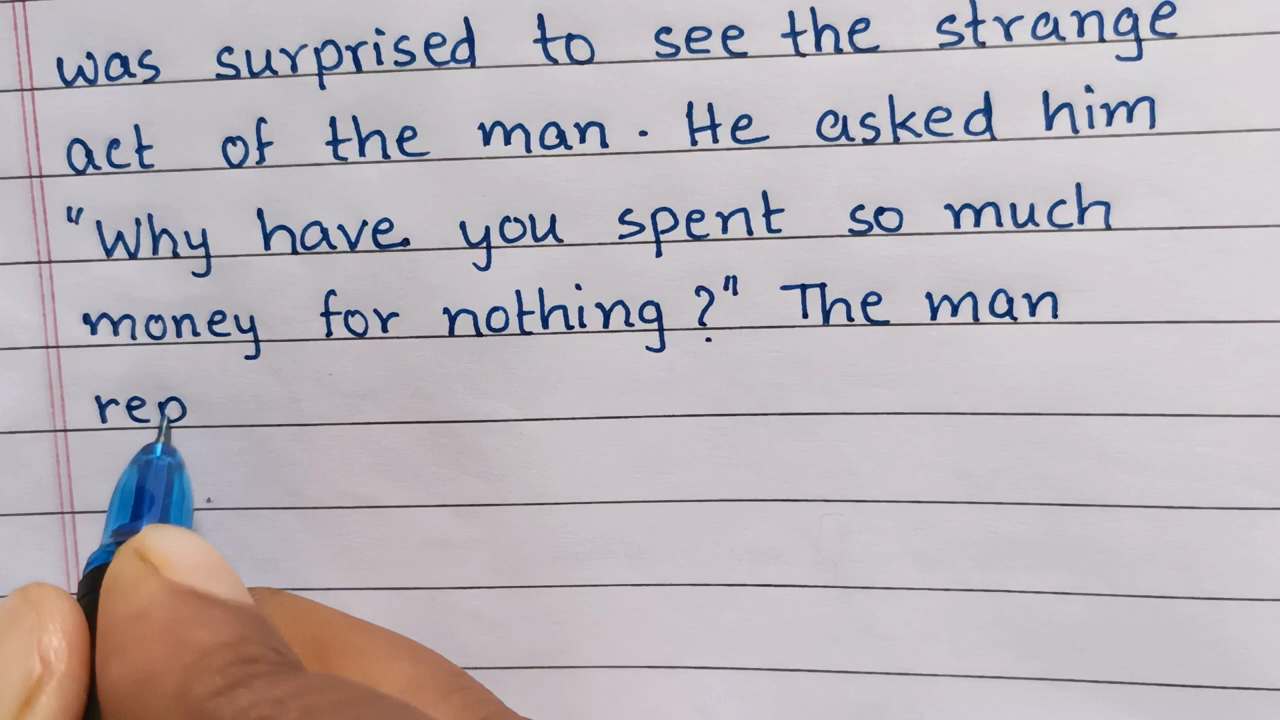 was surprised to see the strange
act of the man. He asked him
"Why have you spent so much
money for nothing?" The man
rep